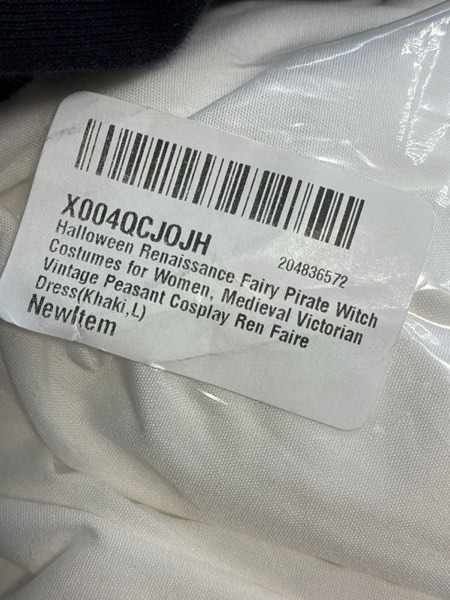 X004QCJOJH
204836572
Halloween Renaissance Fairy Pirate Witch
Costumes for Women, Medieval Victorian
Vintage Peasant Cosplay Ren Faire
Dress(Khaki,L)
NewItem